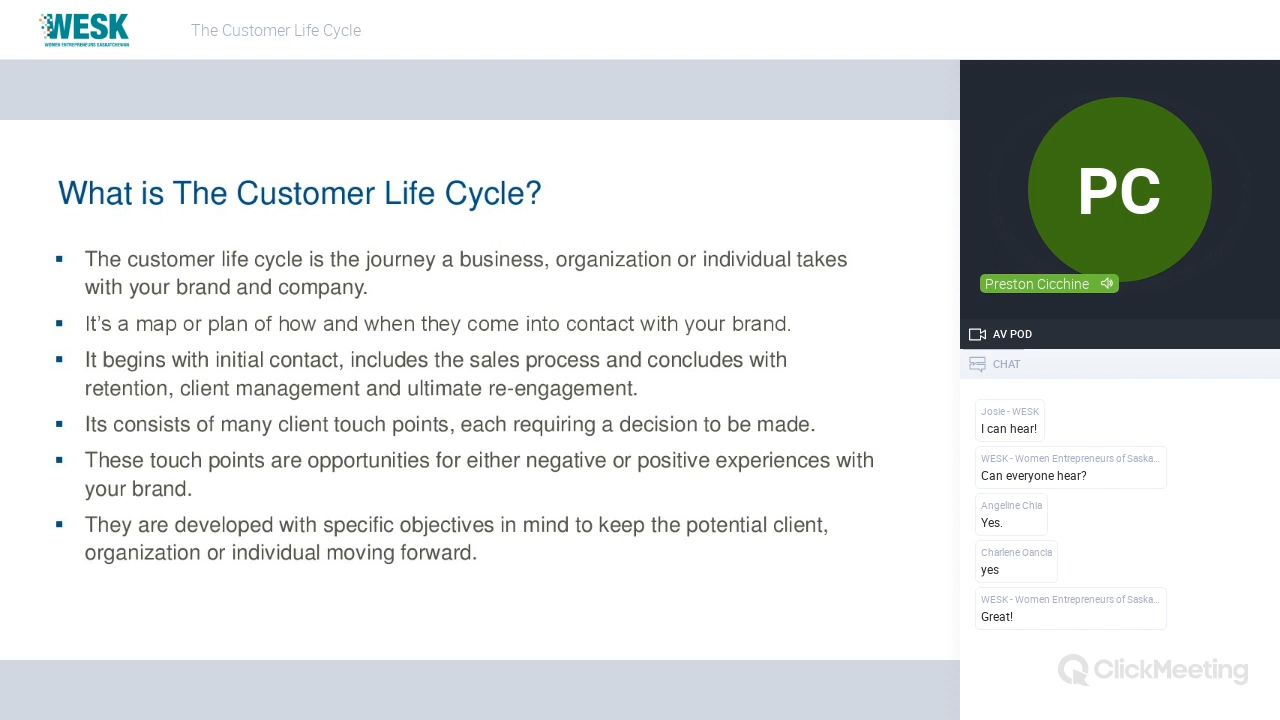 WESK
WOMEN ENTREPRENEURS SASKATCHEWAN
The Customer Life Cycle
What is The Customer Life Cycle?
▪ The customer life cycle is the journey a business, organization or individual takes
with your brand and company.
▪ It’s a map or plan of how and when they come into contact with your brand.
▪ It begins with initial contact, includes the sales process and concludes with
retention, client management and ultimate re-engagement.
▪ Its consists of many client touch points, each requiring a decision to be made.
▪ These touch points are opportunities for either negative or positive experiences with
your brand.
▪ They are developed with specific objectives in mind to keep the potential client,
organization or individual moving forward.
PC
Preston Cicchine
AV POD
CHAT
Josie - WESK
I can hear!
WESK - Women Entrepreneurs of Saska...
Can everyone hear?
Angeline Chia
Yes.
Charlene Oancia
yes
WESK - Women Entrepreneurs of Saska...
Great!
ClickMeeting